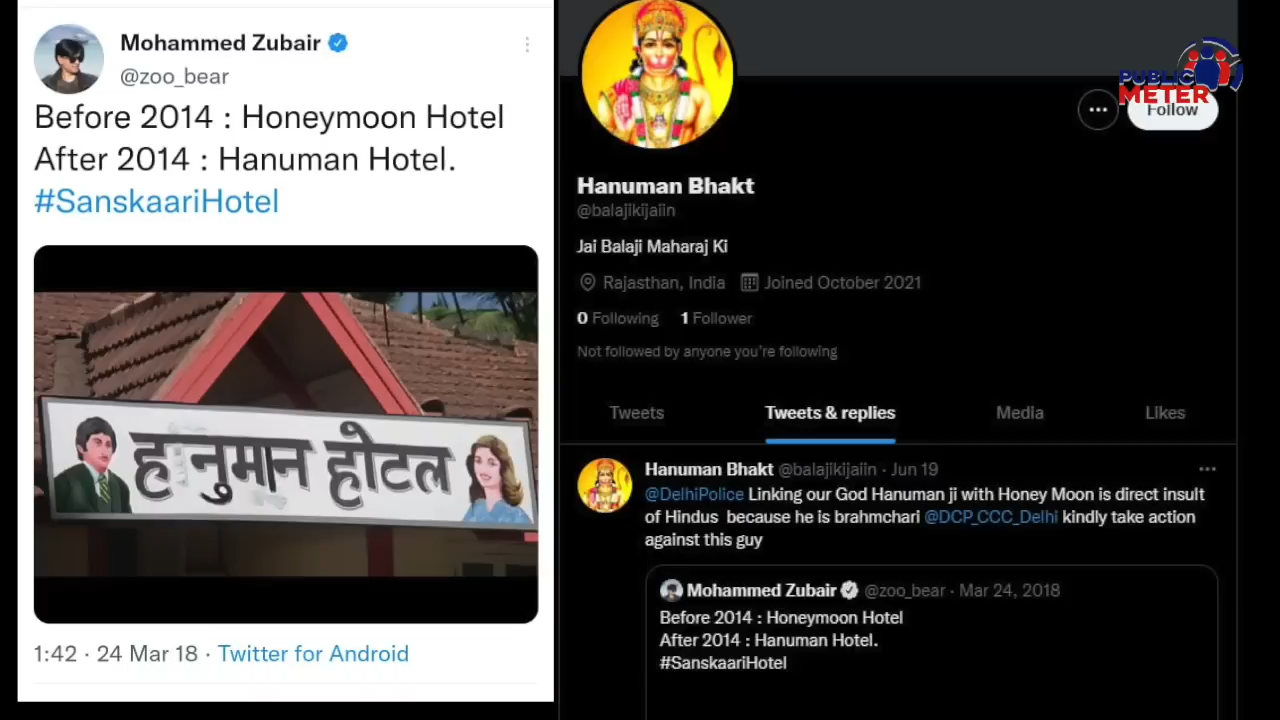 Mohammed Zubair
@zoo_bear
Before 2014 : Honeymoon Hotel
After 2014 : Hanuman Hotel.
#SanskaariHotel
हनुमान होटल
1:42 · 24 Mar 18 · Twitter for Android
PUBLIC
METER
Follow
Hanuman Bhakt
@balajikijaiin
Jai Balaji Maharaj Ki
Rajasthan, India Joined October 2021
0 Following 1 Follower
Not followed by anyone you're following
Tweets Tweets & replies Media Likes
Hanuman Bhakt @balajikijaiin · Jun 19
@DelhiPolice Linking our God Hanuman ji with Honey Moon is direct insult
of Hindus because he is brahmchari @DCP_CCC_Delhi kindly take action
against this guy
Mohammed Zubair @zoo_bear · Mar 24, 2018
Before 2014 : Honeymoon Hotel
After 2014 : Hanuman Hotel.
#SanskaariHotel